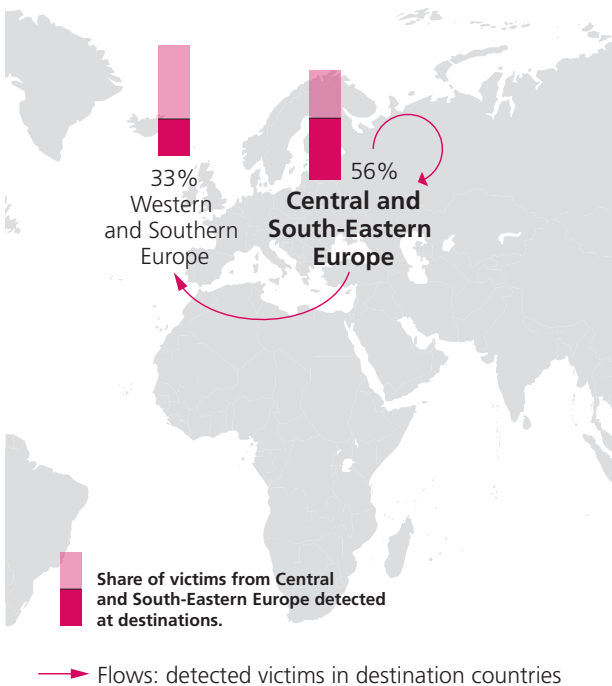 33%
Western
and Southern
Europe
56%
Central and
South-Eastern
Europe
Share of victims from Central
and South-Eastern Europe detected
at destinations.
Flows: detected victims in destination countries